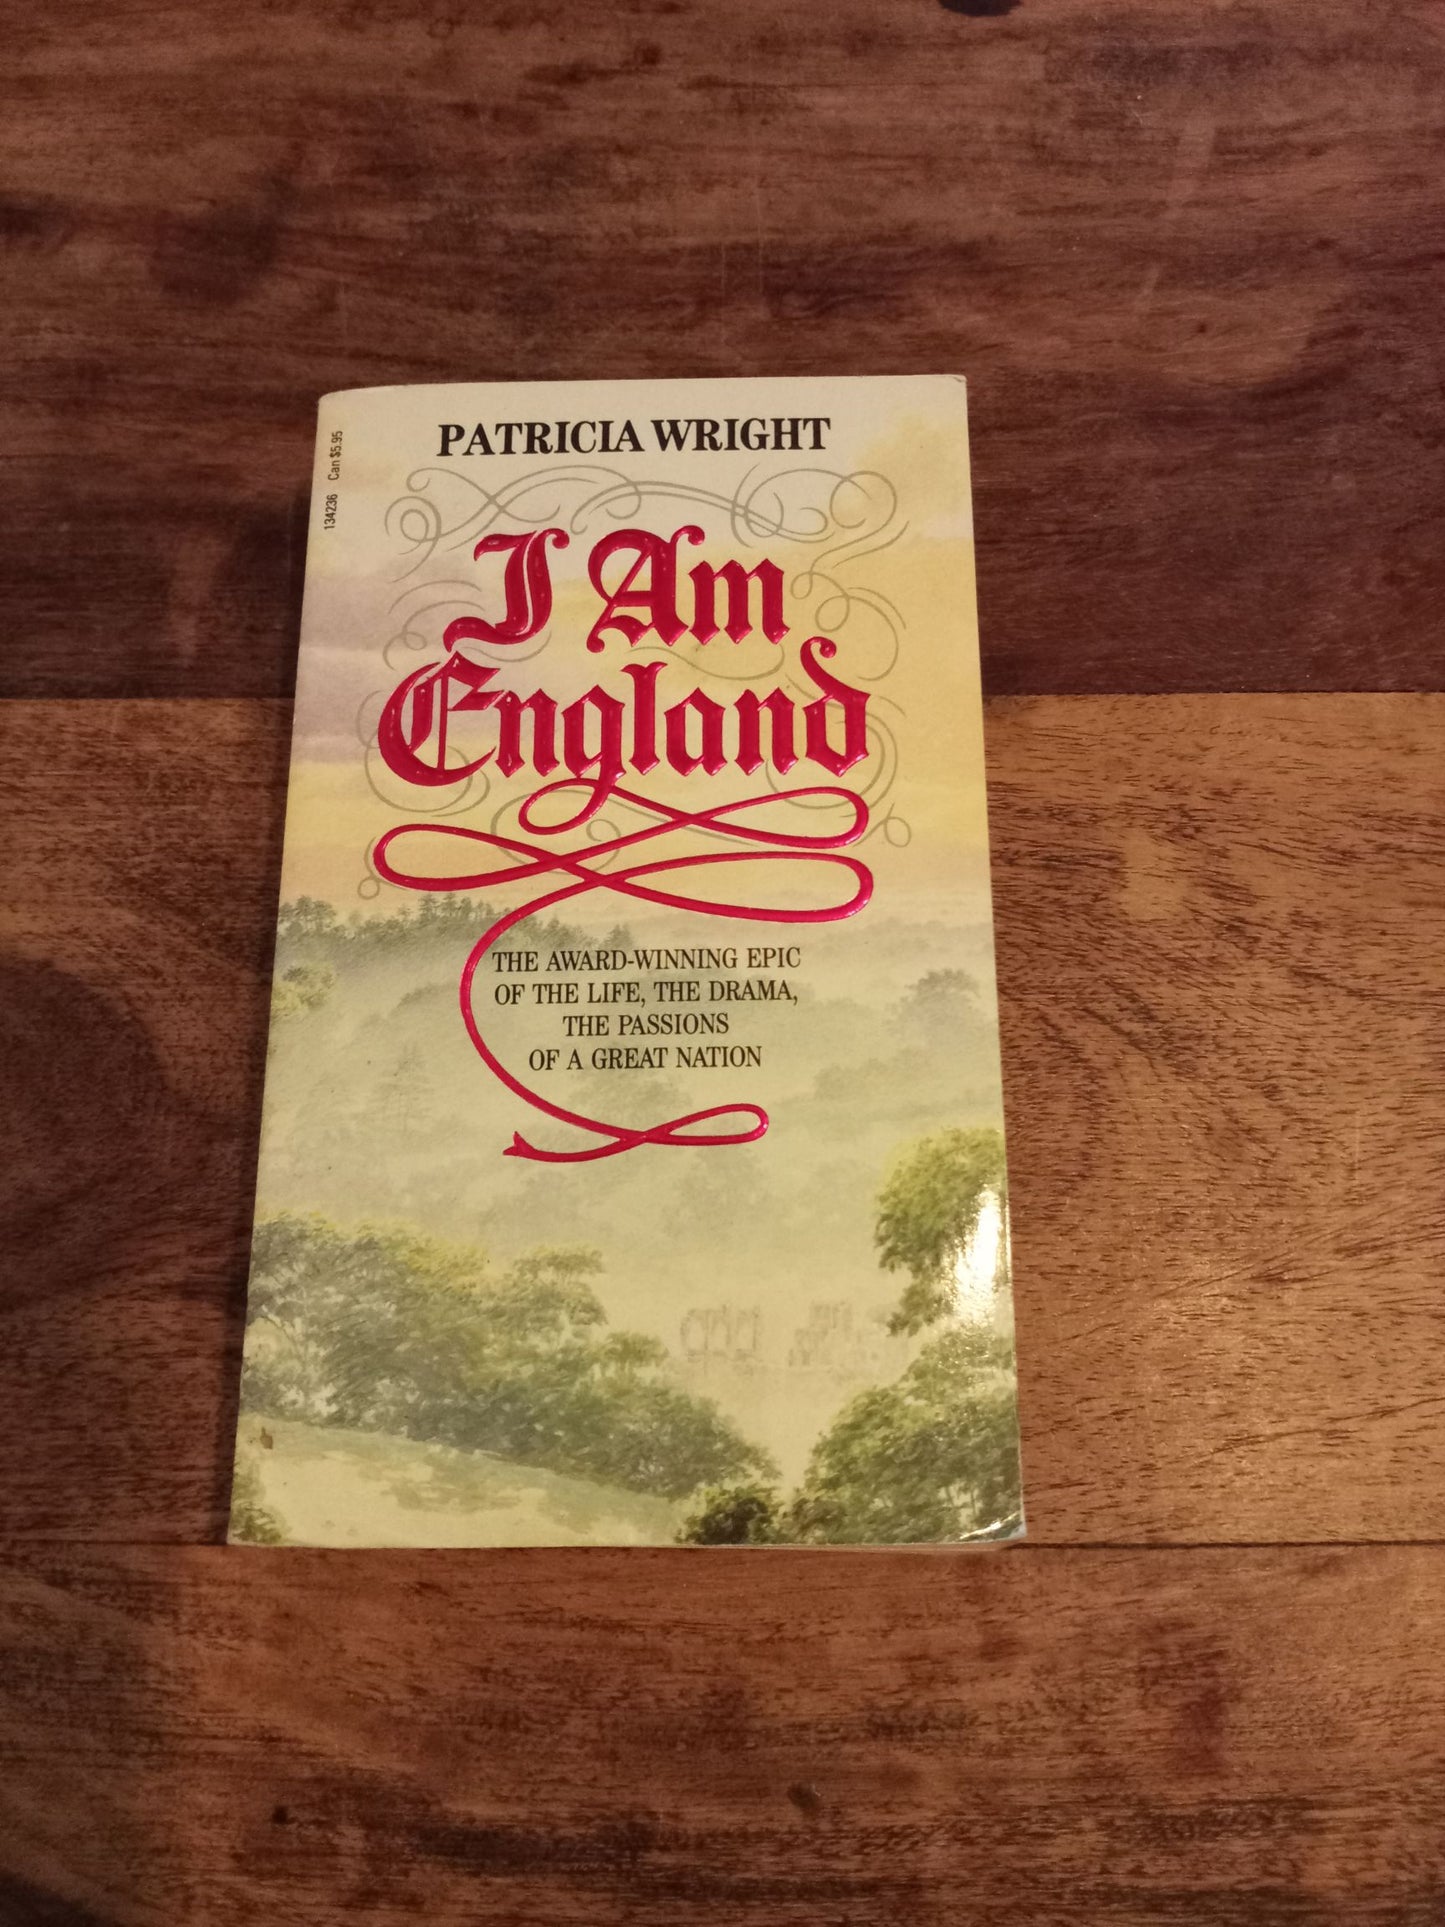 134236 Can $5.95
PATRICIA WRIGHT
I Am
England
THE AWARD-WINNING EPIC
OF THE LIFE, THE DRAMA,
THE PASSIONS
OF A GREAT NATION